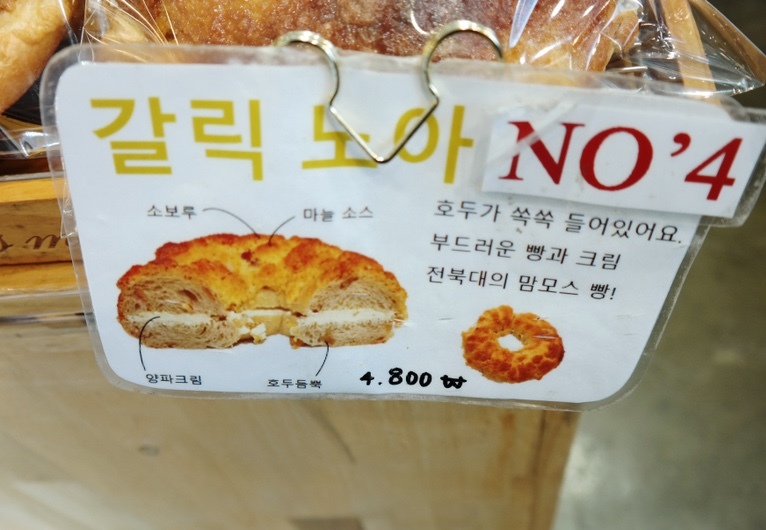 갈릭 노아 NO'4
소보루
마늘 소스
호두가 쏙쏙 들어있어요.
부드러운 빵과 크림
전북대의 맘모스 빵!
양파크림
호두듬뿍
4.800 ₩